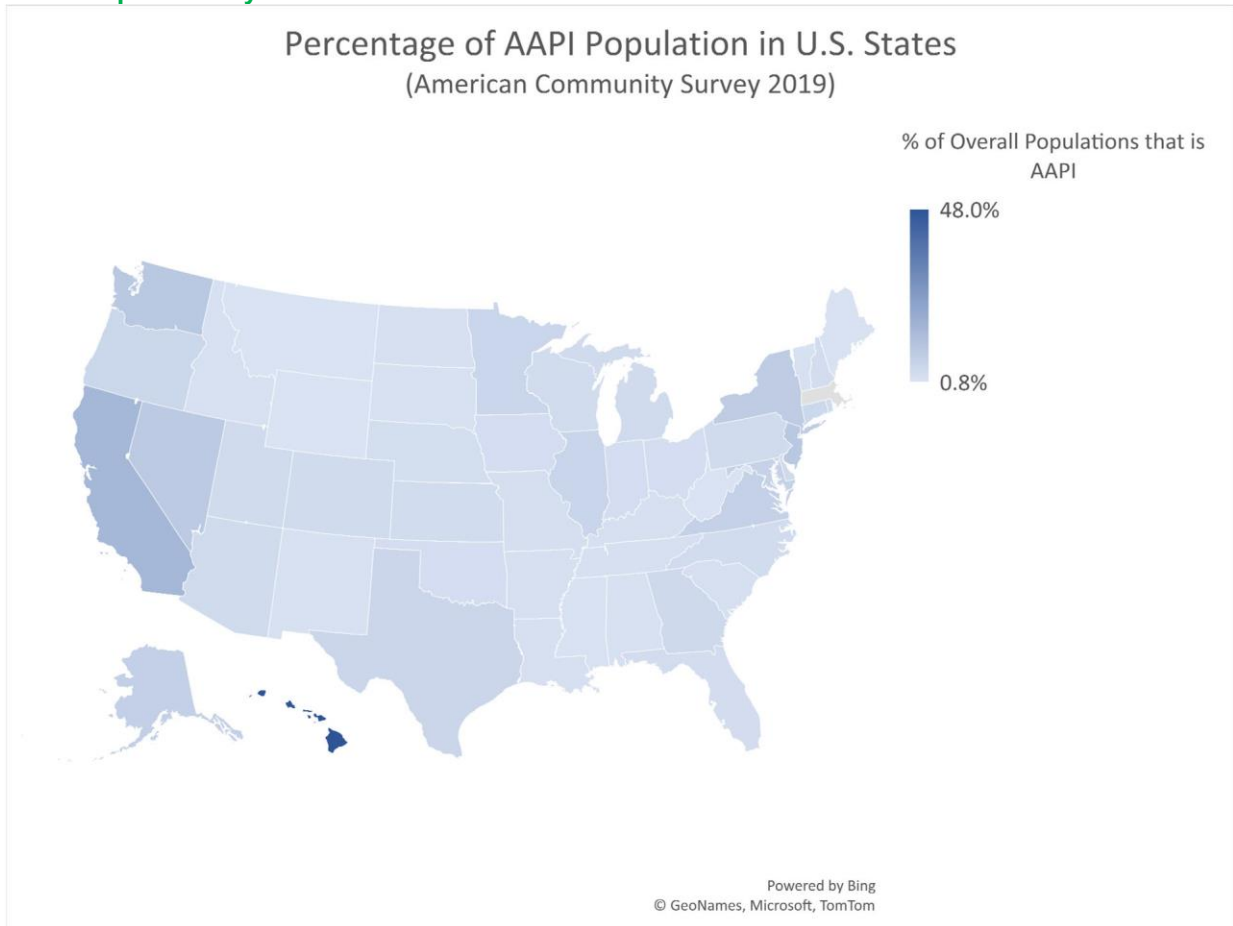 Percentage of AAPI Population in U.S. States
(American Community Survey 2019)
% of Overall Populations that is
AAPI
48.0%
0.8%
Powered by Bing
© GeoNames, Microsoft, TomTom